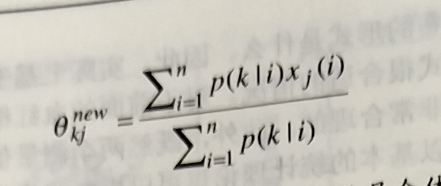 θ_{kj}^{new} = \frac{\sum_{i=1}^{n} p(k|i)x_j(i)}{\sum_{i=1}^{n} p(k|i)}